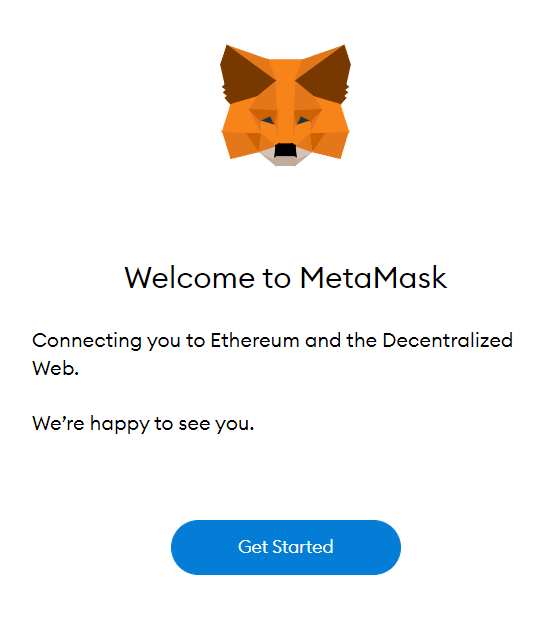 Welcome to MetaMask
Connecting you to Ethereum and the Decentralized
Web.
We’re happy to see you.
Get Started